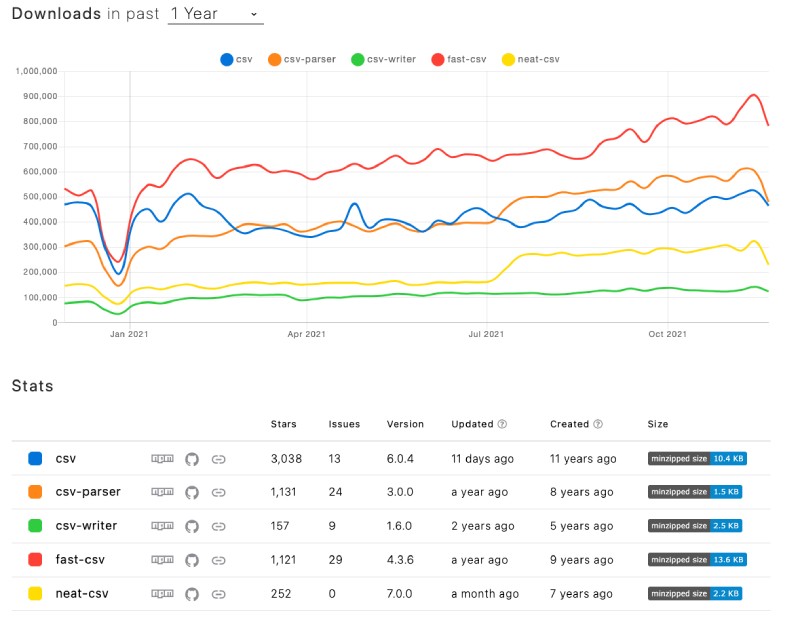 Downloads in past 1 Year
csv csv-parser csv-writer fast-csv neat-csv
1,000,000
900,000
800,000
700,000
600,000
500,000
400,000
300,000
200,000
100,000
0
Jan 2021 Apr 2021 Jul 2021 Oct 2021
Stats
Stars Issues Version Updated Created Size
csv npm 3,038 13 6.0.4 11 days ago 11 years ago minzipped size 10.4 KB
csv-parser npm 1,131 24 3.0.0 a year ago 8 years ago minzipped size 1.5 KB
csv-writer npm 157 9 1.6.0 2 years ago 5 years ago minzipped size 2.5 KB
fast-csv npm 1,121 29 4.3.6 a year ago 9 years ago minzipped size 13.6 KB
neat-csv npm 252 0 7.0.0 a month ago 7 years ago minzipped size 2.2 KB